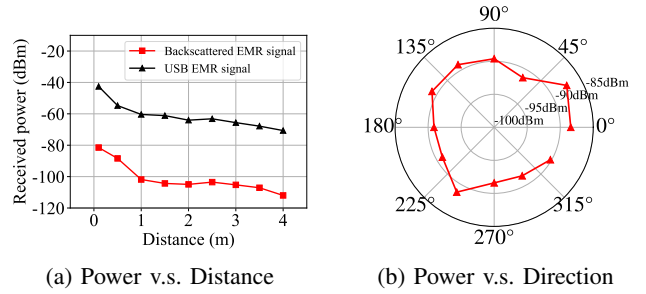 Received power (dBm)
-20
-40
-60
-80
-100
-120
0
1
2
3
4
Distance (m)
Backscattered EMR signal
USB EMR signal
90°
135°
45°
-85dBm
-90dBm
-95dBm
-100dBm
180°
0°
225°
315°
270°
(a) Power v.s. Distance
(b) Power v.s. Direction